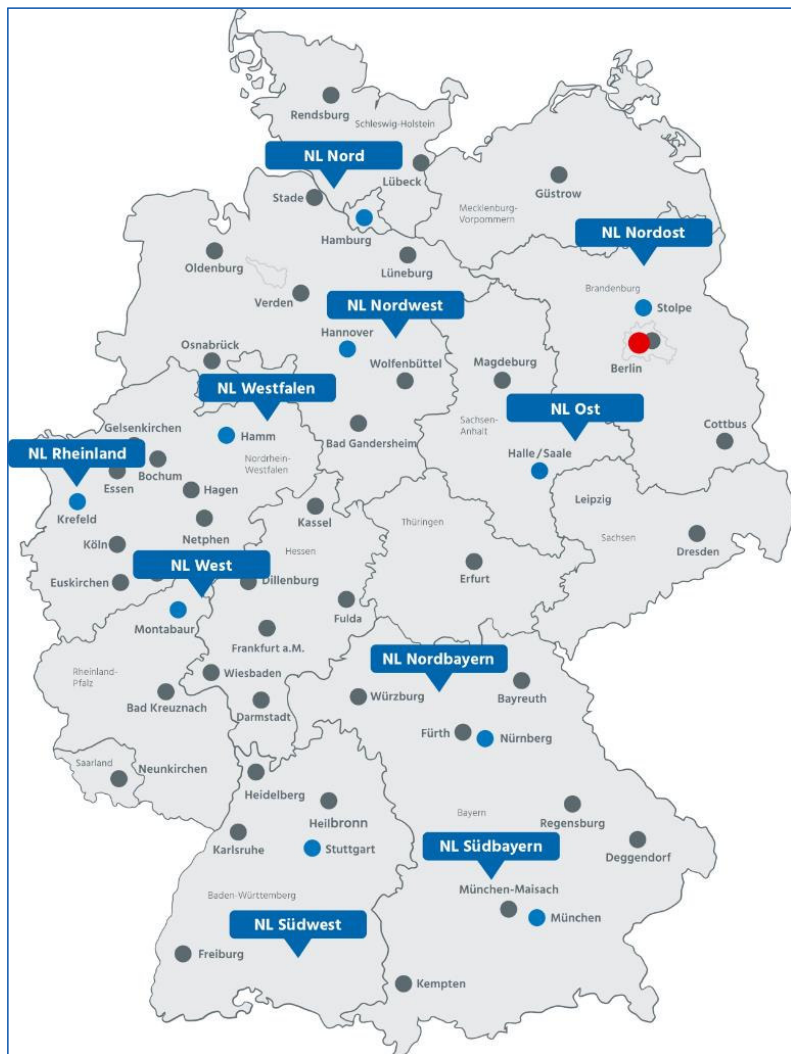 Rendsburg
Schleswig-Holstein
NL Nord
Lübeck
Güstrow
Stade
Mecklenburg-
Vorpommern
Hamburg
NL Nordost
Oldenburg
Lüneburg
Brandenburg
Verden
NL Nordwest
Stolpe
Hannover
Osnabrück
Wolfenbüttel
Magdeburg
Berlin
NL Westfalen
NL Ost
Gelsenkirchen
Hamm
Bad Gandersheim
Sachsen-
Anhalt
Cottbus
NL Rheinland
Nordrhein-
Westfalen
Halle/Saale
Bochum
Essen
Hagen
Leipzig
Krefeld
Kassel
Thüringen
Netphen
Sachsen
Köln
Hessen
Dresden
NL West
Erfurt
Euskirchen
Dillenburg
Montabaur
Fulda
Frankfurt a.M.
NL Nordbayern
Rheinland-
Pfalz
Wiesbaden
Würzburg
Bayreuth
Bad Kreuznach
Darmstadt
Fürth
Nürnberg
Saarland
Neunkirchen
Heidelberg
Bayern
Heilbronn
Regensburg
Karlsruhe
Stuttgart
NL Südbayern
Deggendorf
München-Maisach
Baden-Württemberg
München
NL Südwest
Freiburg
Kempten